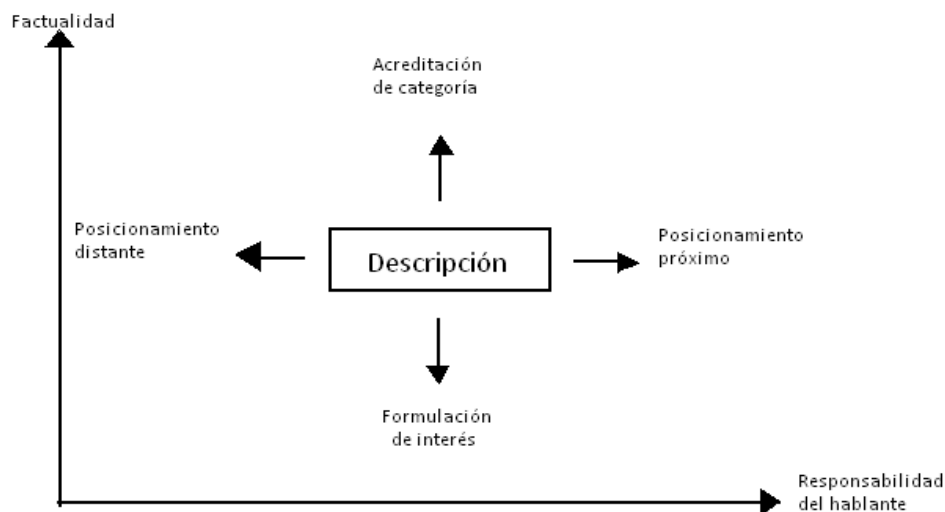 Factualidad
Acreditación
de categoría
Posicionamiento
distante
Descripción
Posicionamiento
próximo
Formulación
de interés
Responsabilidad
del hablante